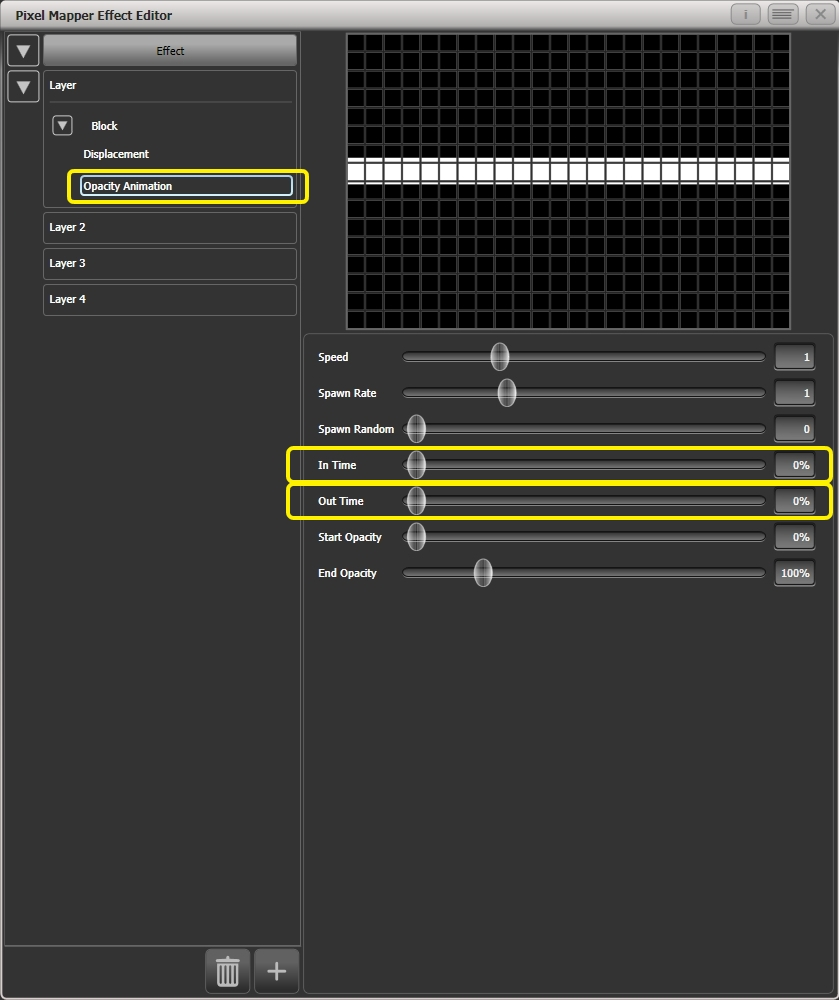 Pixel Mapper Effect Editor
i
Effect
Layer
Block
Displacement
Opacity Animation
Layer 2
Layer 3
Layer 4
Speed 1
Spawn Rate 1
Spawn Random 0
In Time 0%
Out Time 0%
Start Opacity 0%
End Opacity 100%